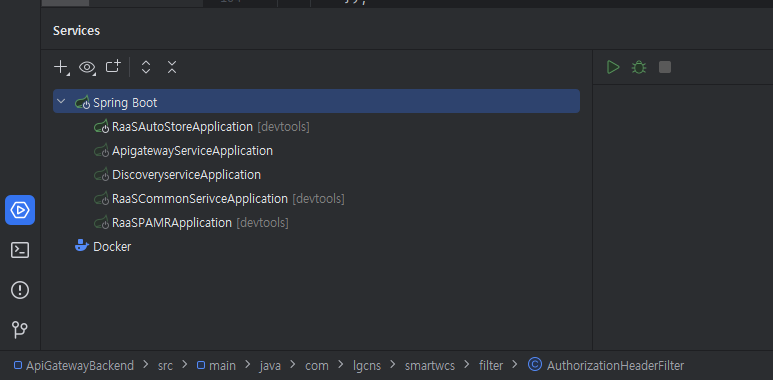 Services
Spring Boot
RaaSAutoStoreApplication [devtools]
ApigatewayServiceApplication
DiscoveryserviceApplication
RaaSCommonSerivceApplication [devtools]
RaaSPAMRApplication [devtools]
Docker
ApiGatewayBackend > src > main > java > com > lgcns > smartwcs > filter > AuthorizationHeaderFilter